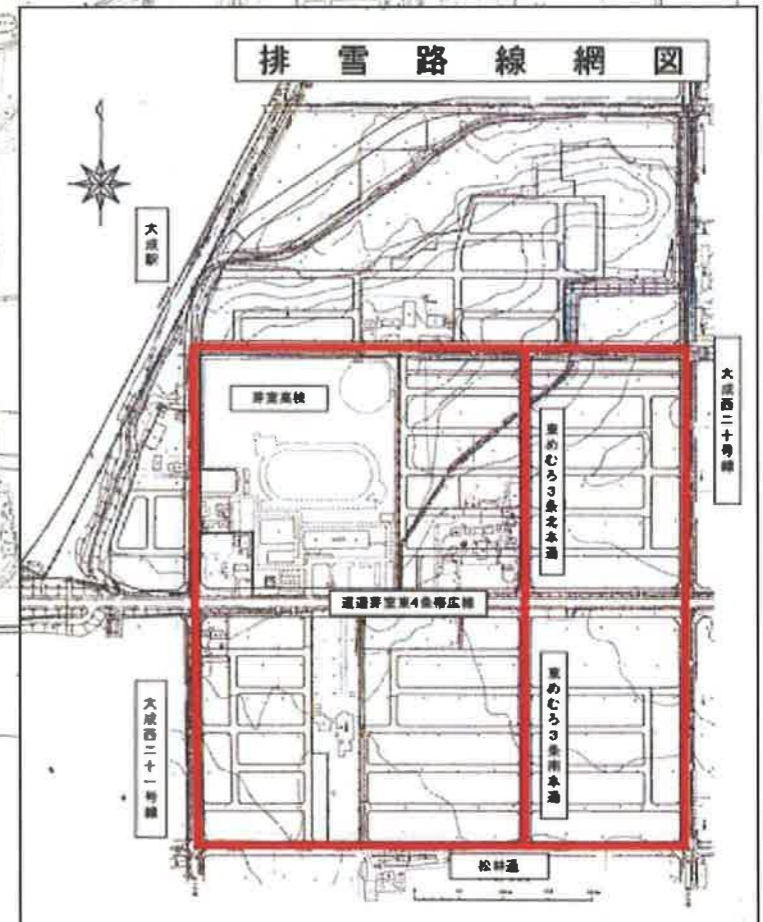 排雪路線網図
大成駅
大成西二十号線
芽室高校
東めむろ3条北本通
道道芽室東4条帯広線
東めむろ3条南本通
大成西二十一号線
松林通